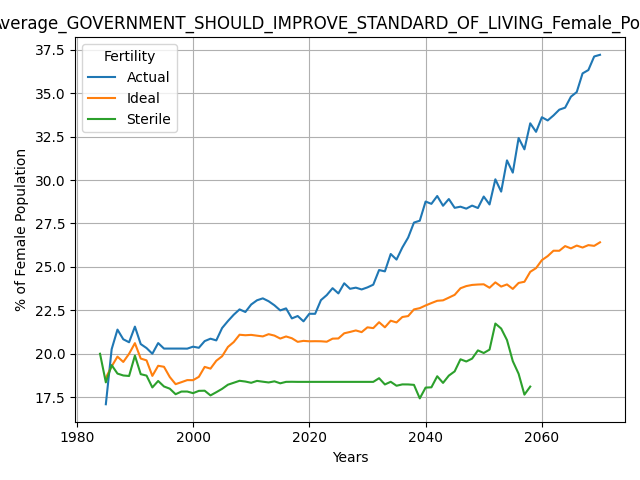 Average_GOVERNMENT_SHOULD_IMPROVE_STANDARD_OF_LIVING_Female_Po
Fertility
Actual
Ideal
Sterile
% of Female Population
37.5
35.0
32.5
30.0
27.5
25.0
22.5
20.0
17.5
1980
2000
2020
2040
2060
Years